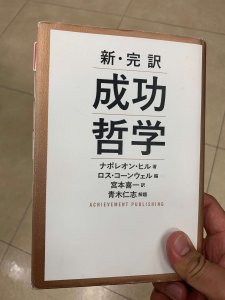 新・完訳
成功
哲学
ナポレオン・ヒル 著
ロス・コーンウェル 編
宮本喜一 訳
青木仁志 解題
ACHIEVEMENT PUBLISHING